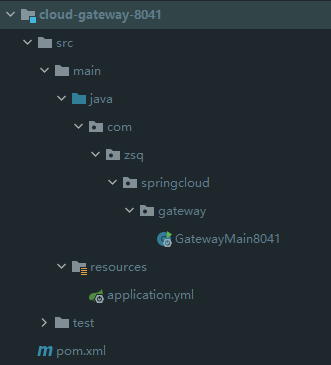 cloud-gateway-8041
src
main
java
com
zsq
springcloud
gateway
GatewayMain8041
resources
application.yml
test
pom.xml